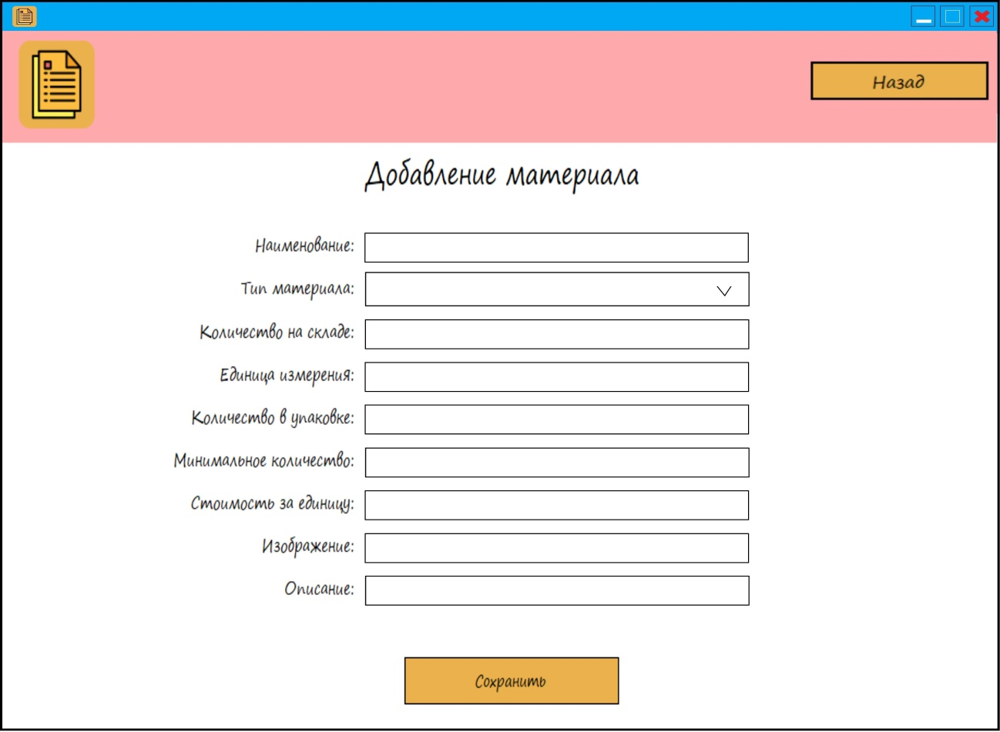 Назад
Добавление материала
Наименование:
Тип материала:
Количество на складе:
Единица измерения:
Количество в упаковке:
Минимальное количество:
Стоимость за единицу:
Изображение:
Описание:
Сохранить